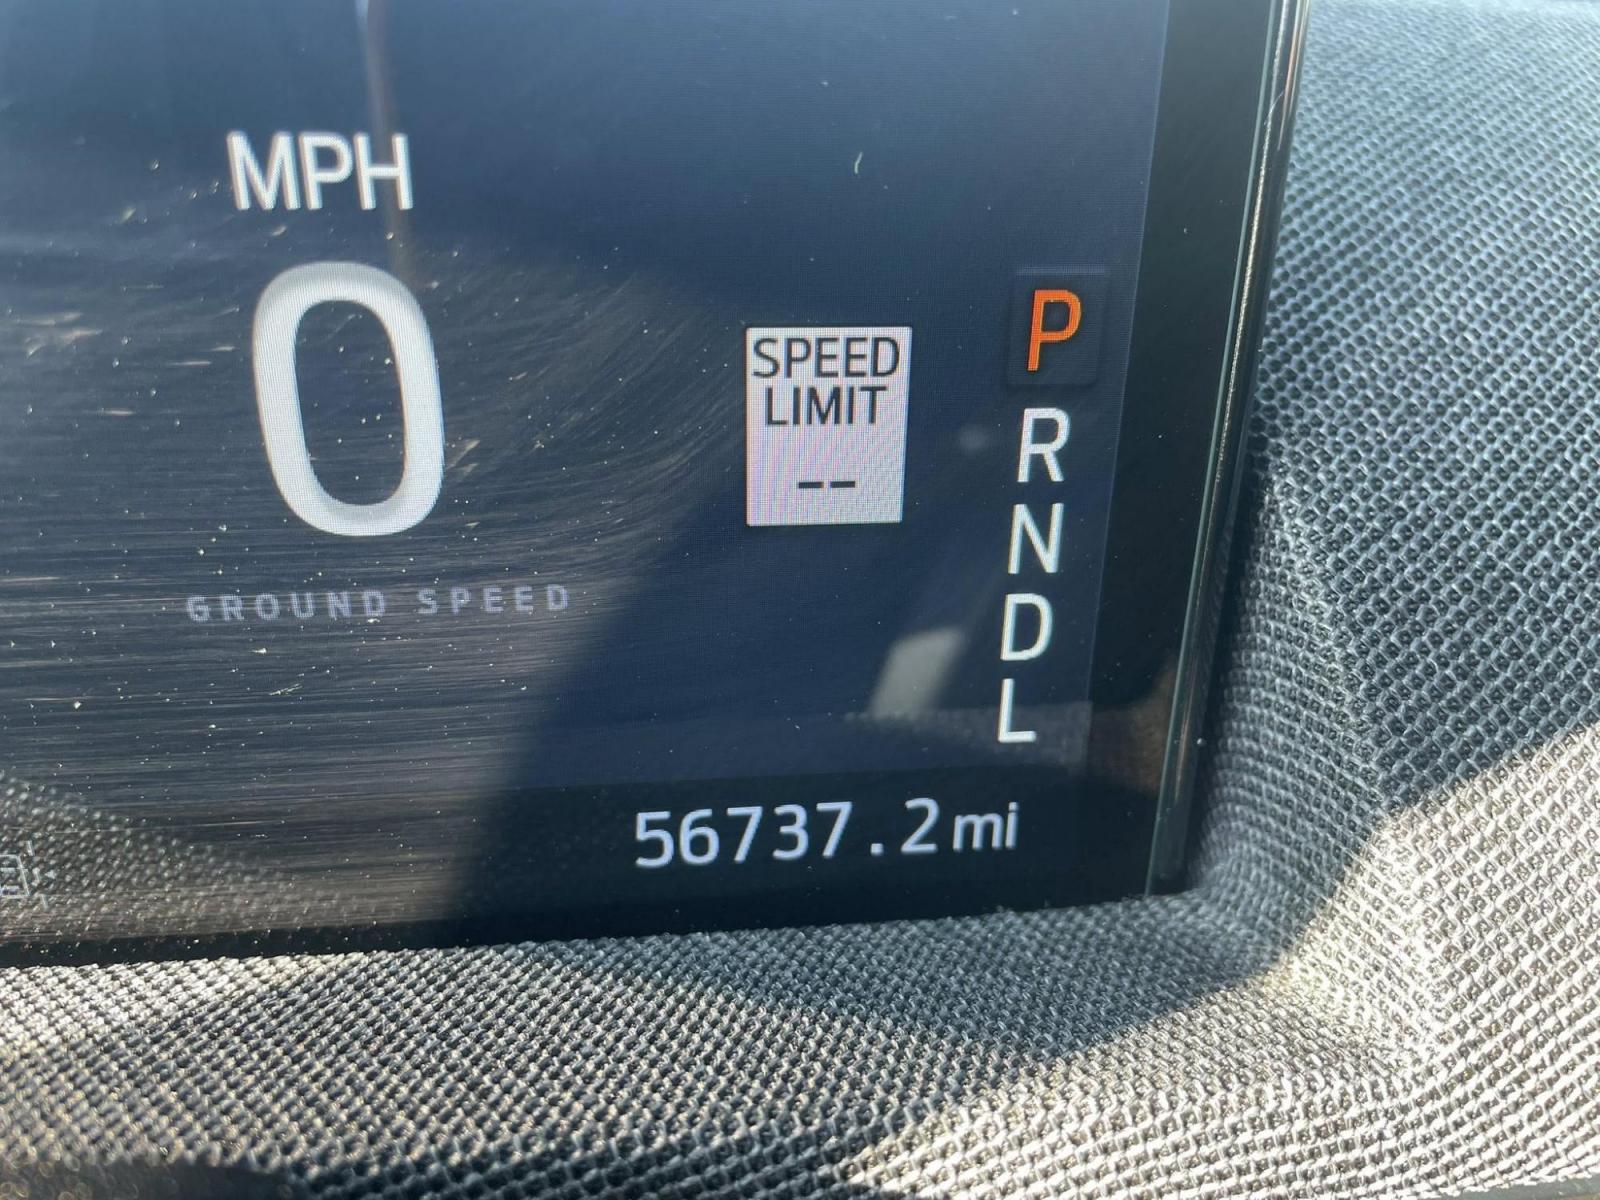 MPH
0
GROUND SPEED
SPEED
LIMIT
--
P
R
N
D
L
56737.2mi